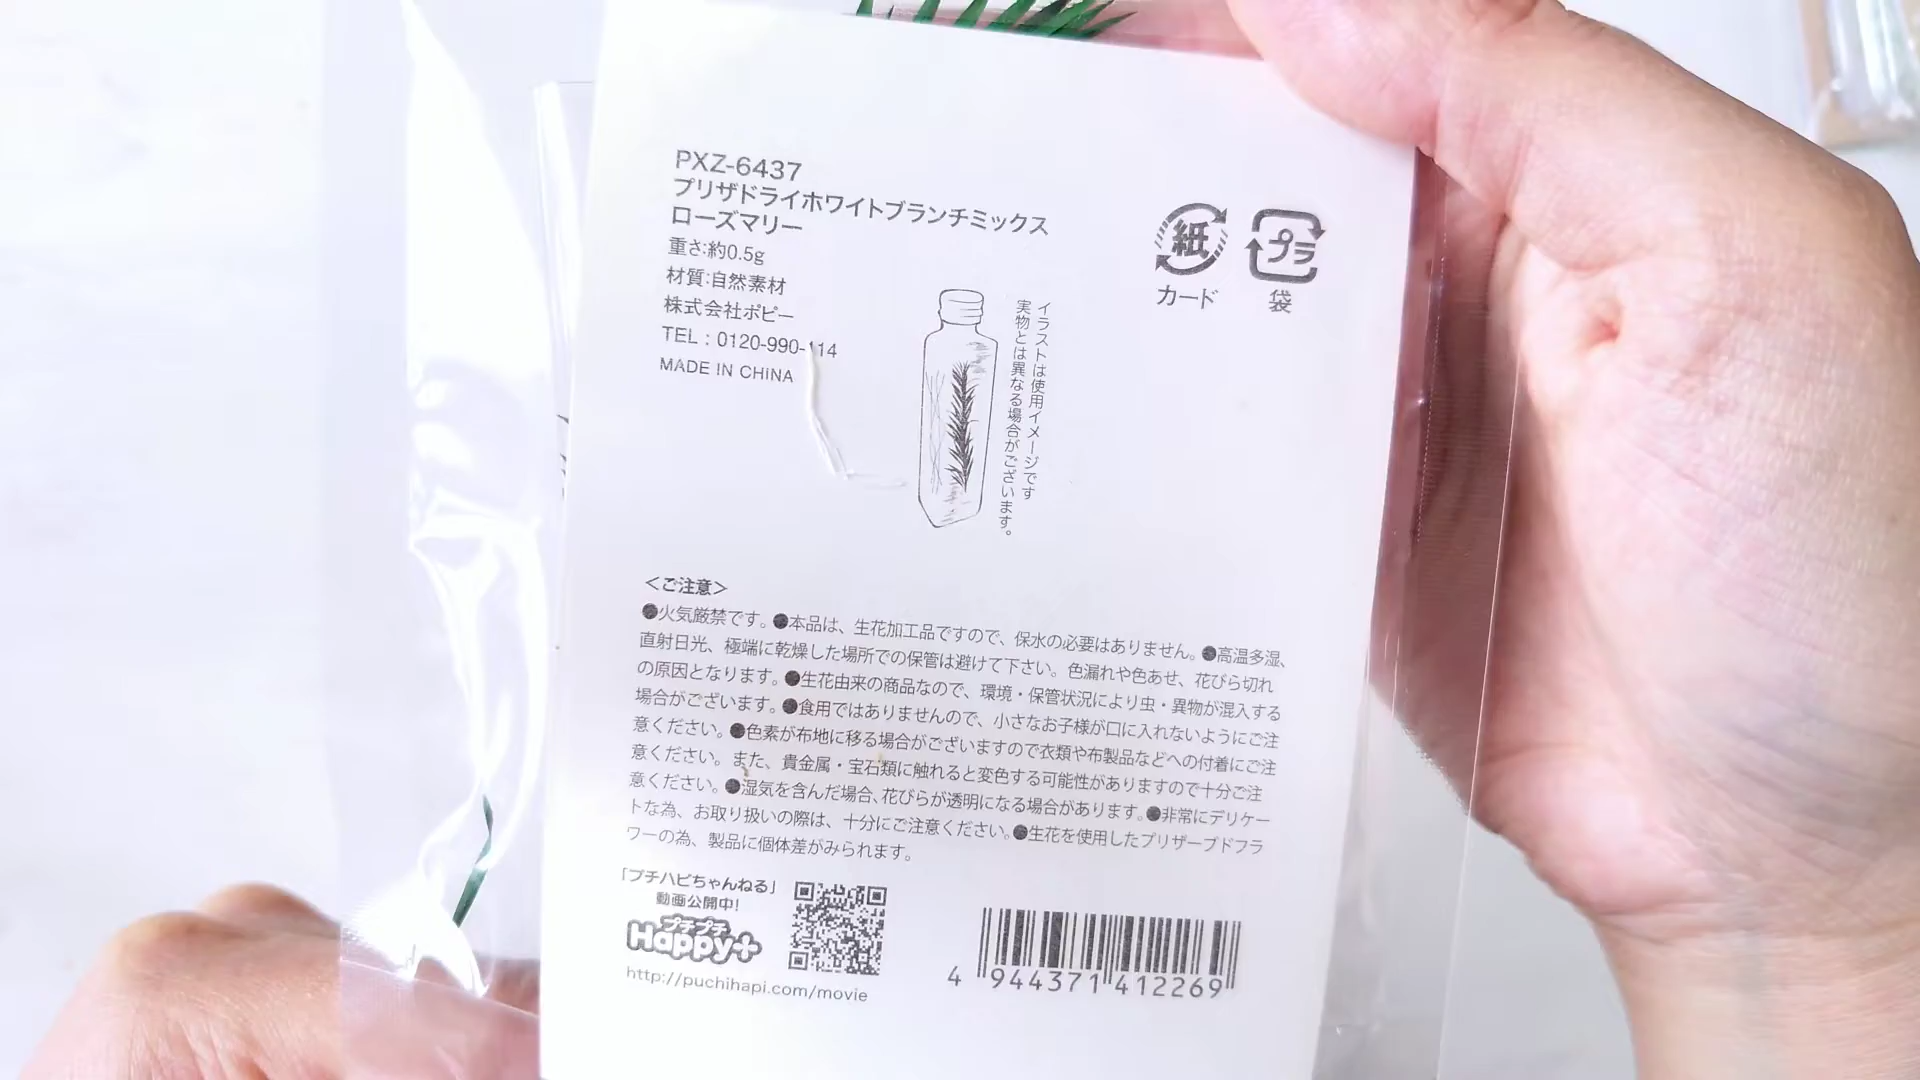 PXZ-6437
プリザドライホワイトブランチミックス
ローズマリー
重さ:約0.5g
材質:自然素材
株式会社ポピー
TEL : 0120-990-114
MADE IN CHINA
紙
カード
プラ
袋
イラストは使用イメージです
実物とは異なる場合がございます。
＜ご注意＞
●火気厳禁です。●本品は、生花加工品ですので、保水の必要はありません。●高温多湿、
直射日光、極端に乾燥した場所での保管は避けて下さい。色漏れや色あせ、花びら切れ
の原因となります。●生花由来の商品なので、環境・保管状況により虫・異物が混入する
場合がございます。●食用ではありませんので、小さなお子様が口に入れないようにご注
意ください。●色素が布地に移る場合がございますので衣類や布製品などへの付着にご注
意ください。また、貴金属・宝石類に触れると変色する可能性がありますので十分ご注
意ください。●湿気を含んだ場合、花びらが透明になる場合があります。●非常にデリケー
トな為、お取り扱いの際は、十分にご注意ください。●生花を使用したプリザーブドフラ
ワーの為、製品に個体差がみられます。
「プチハピちゃんねる」
動画公開中!
プチプチ
Happy+
http://puchihapi.com/movie
4 944371 412269